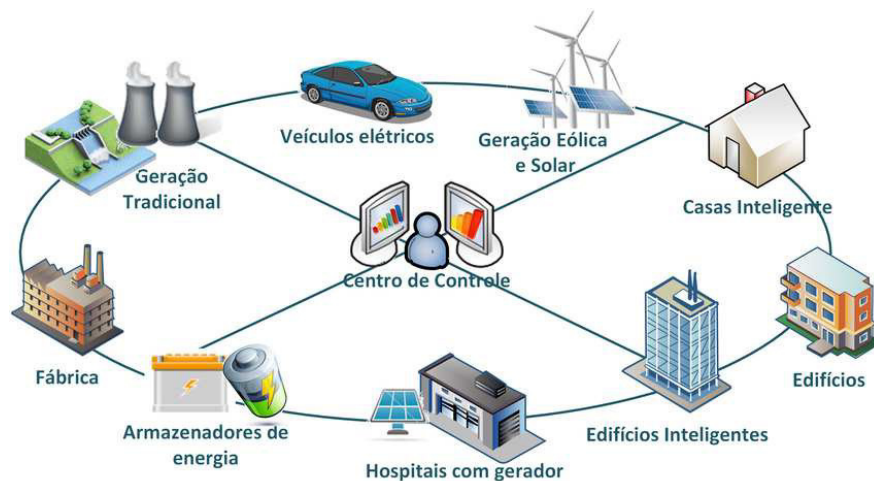 Veículos elétricos
Geração Eólica
e Solar
Geração
Tradicional
Casas Inteligente
Centro de Controle
Fábrica
Edifícios
Armazenadores de
energia
Edifícios Inteligentes
Hospitais com gerador